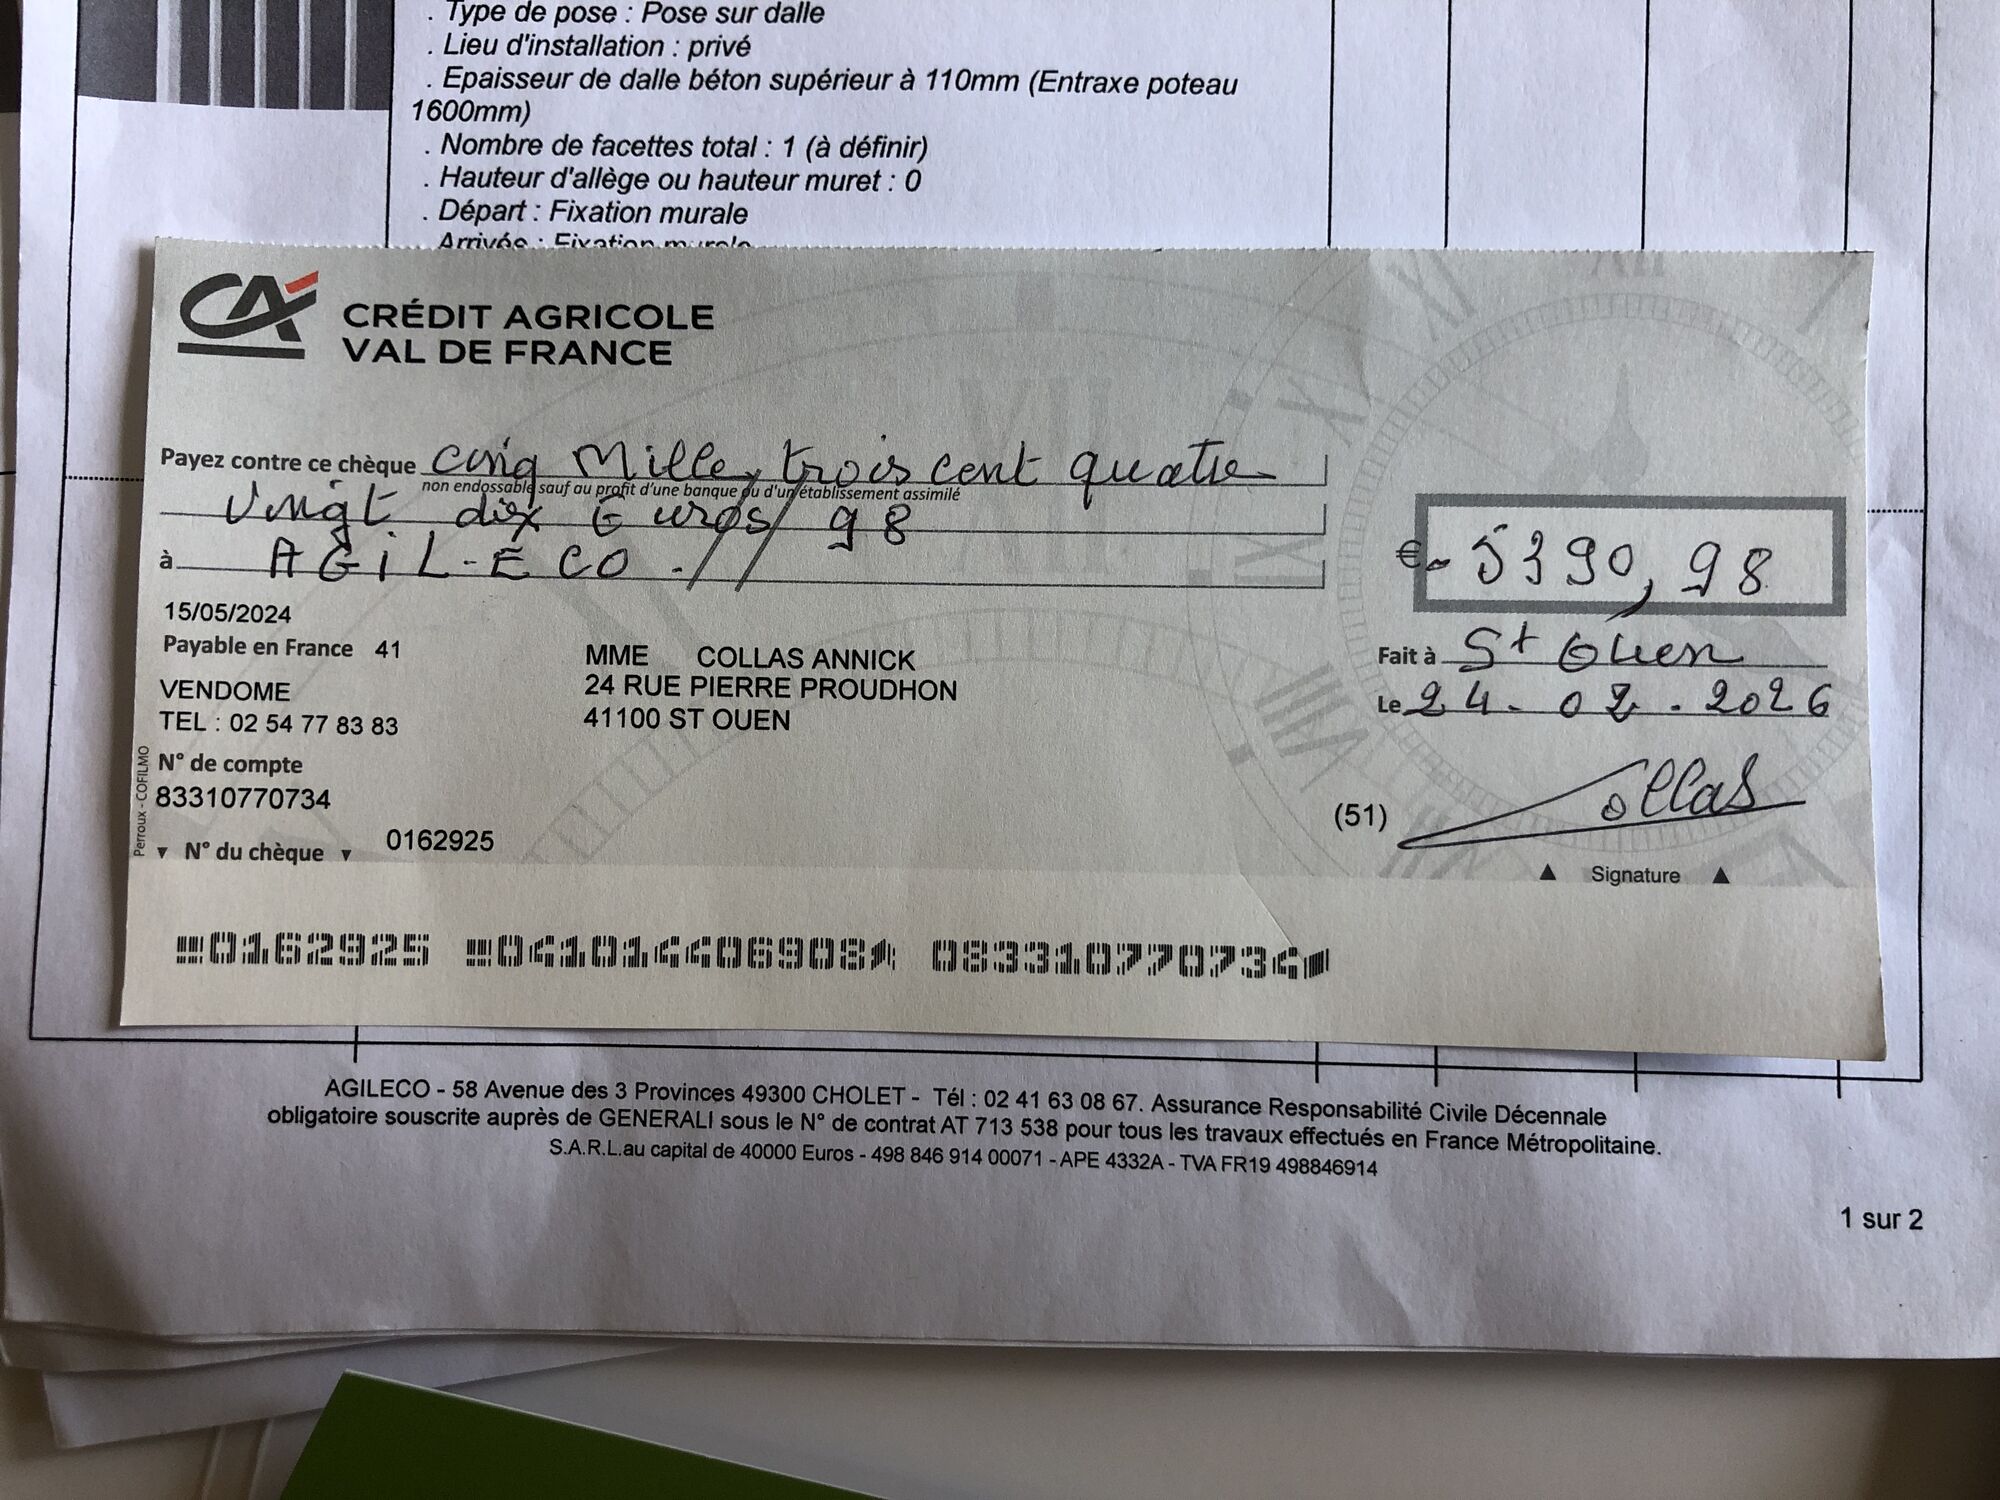 . Type de pose : Pose sur dalle
. Lieu d'installation : privé
. Epaisseur de dalle béton supérieur à 110mm (Entraxe poteau
1600mm)
. Nombre de facettes total : 1 (à définir)
. Hauteur d'allège ou hauteur muret : 0
. Départ : Fixation murale
Arrivés : Fixation murale
CA
CRÉDIT AGRICOLE
VAL DE FRANCE
Payez contre ce chèque cinq Mille, trois cent quatre
non endossable sauf au profit d'une banque ou d'un établissement assimilé
vingt dix Euros/ 98
à AGIL-ECO.//
€ - 5390,98
15/05/2024
Payable en France 41
VENDOME
TEL : 02 54 77 83 83
MME COLLAS ANNICK
24 RUE PIERRE PROUDHON
41100 ST OUEN
Fait à St Ouen
Le 24-02.2026
N° de compte
83310770734
Perroux - COFILMO
N° du chèque 0162925
(51)
Collas
Signature
0162925 041014406908 083310770734
AGILECO - 58 Avenue des 3 Provinces 49300 CHOLET - Tél : 02 41 63 08 67. Assurance Responsabilité Civile Décennale
obligatoire souscrite auprès de GENERALI sous le N° de contrat AT 713 538 pour tous les travaux effectués en France Métropolitaine.
S.A.R.L.au capital de 40000 Euros - 498 846 914 00071 - APE 4332A - TVA FR19 498846914
1 sur 2